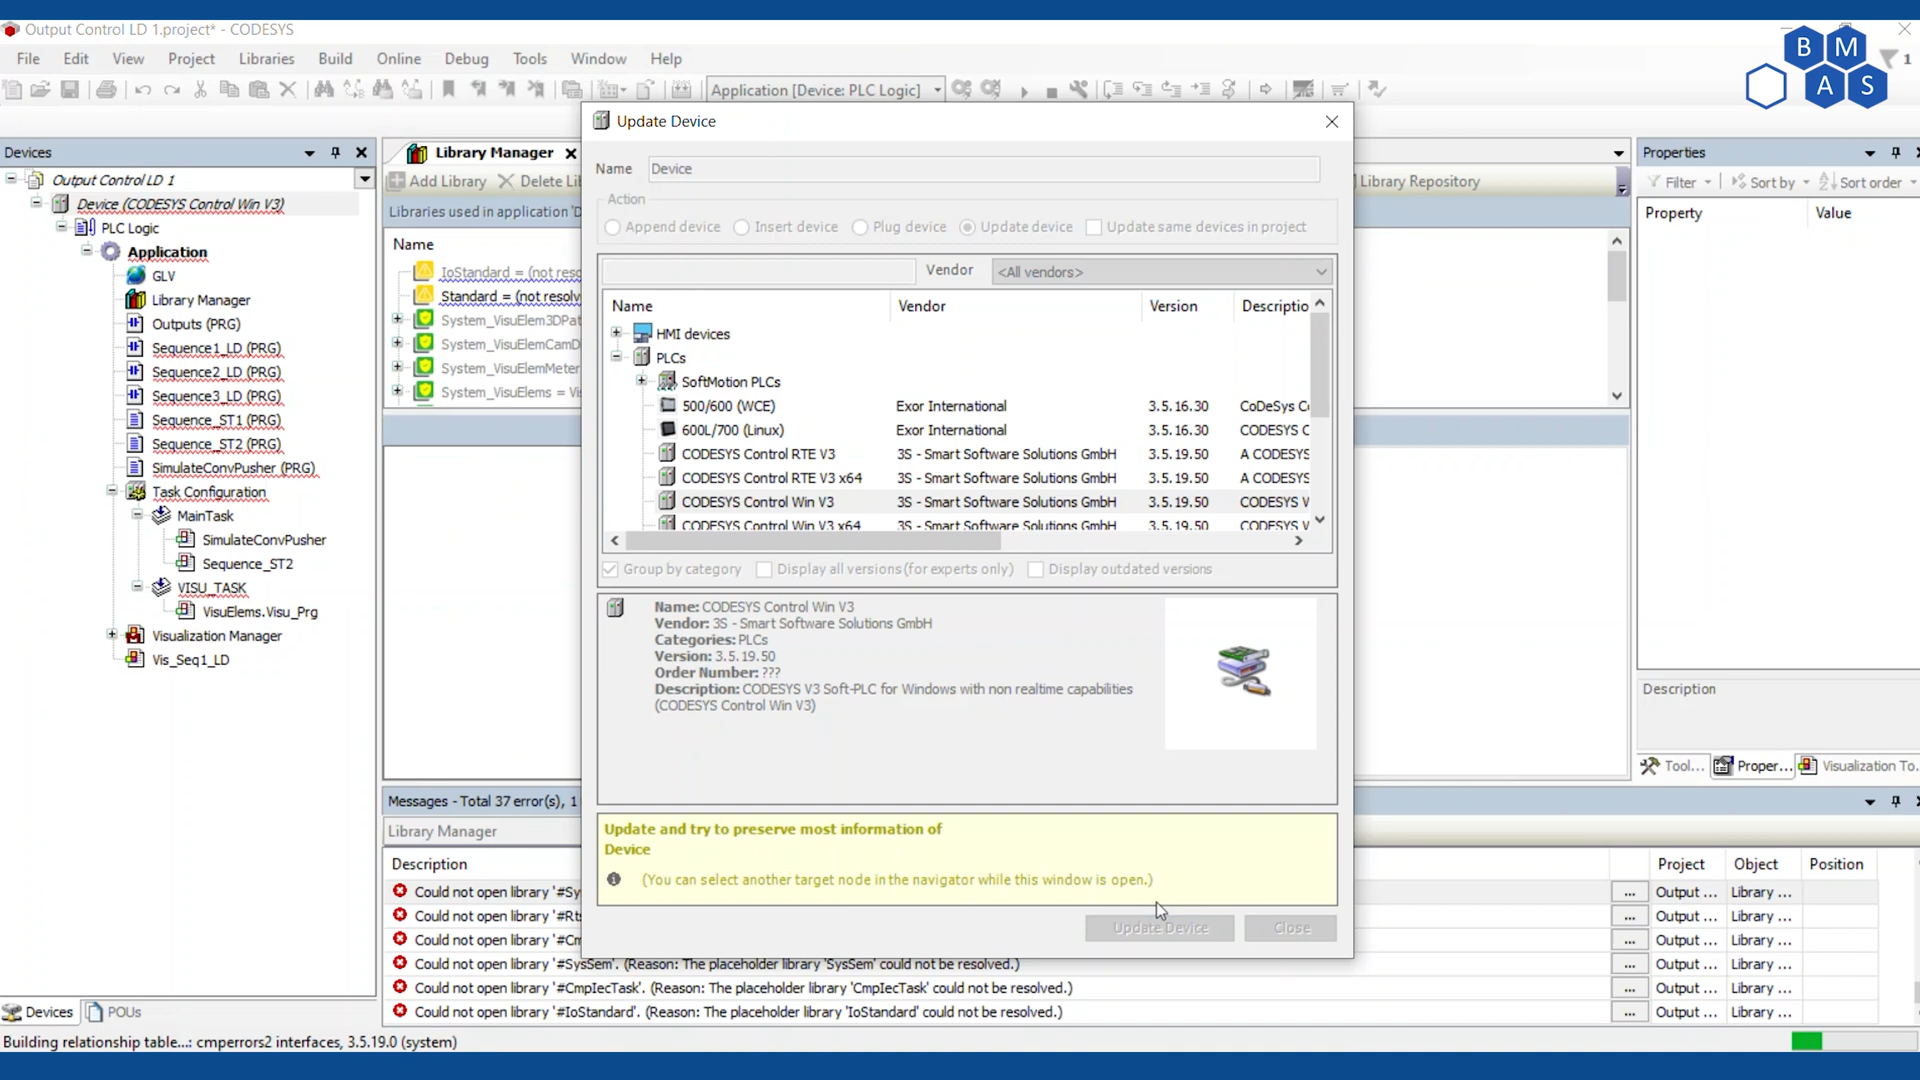 Output Control LD 1.project* - CODESYS
File Edit View Project Libraries Build Online Debug Tools Window Help
Application [Device: PLC Logic]
1
B M
A S
Devices
Output Control LD 1
Device (CODESYS Control Win V3)
PLC Logic
Application
GLV
Library Manager
Outputs (PRG)
Sequence1_LD (PRG)
Sequence2_LD (PRG)
Sequence3_LD (PRG)
Sequence_ST1 (PRG)
Sequence_ST2 (PRG)
SimulateConvPusher (PRG)
Task Configuration
MainTask
SimulateConvPusher
Sequence_ST2
VISU_TASK
VisuElems.Visu_Prg
Visualization Manager
Vis_Seq1_LD
Devices POUs
Library Manager
Add Library Delete Li
Library Repository
Libraries used in application 'D
Name
IoStandard = (not reso
Standard = (not resolv
System_VisuElem3DPat
System_VisuElemCamD
System_VisuElemMeter
System_VisuElems = Vis
Update Device
Name Device
Action
Append device Insert device Plug device Update device Update same devices in project
Vendor <All vendors>
Name Vendor Version Descriptio
HMI devices
PLCs
SoftMotion PLCs
500/600 (WCE) Exor International 3.5.16.30 CoDeSys C
600L/700 (Linux) Exor International 3.5.16.30 CODESYS C
CODESYS Control RTE V3 3S - Smart Software Solutions GmbH 3.5.19.50 A CODESYS
CODESYS Control RTE V3 x64 3S - Smart Software Solutions GmbH 3.5.19.50 A CODESYS
CODESYS Control Win V3 3S - Smart Software Solutions GmbH 3.5.19.50 CODESYS V
CODESYS Control Win V3 x64 3S - Smart Software Solutions GmbH 3.5.19.50 CODESYS V
Group by category Display all versions (for experts only) Display outdated versions
Name: CODESYS Control Win V3
Vendor: 3S - Smart Software Solutions GmbH
Categories: PLCs
Version: 3.5.19.50
Order Number: ???
Description: CODESYS V3 Soft-PLC for Windows with non realtime capabilities
(CODESYS Control Win V3)
Update and try to preserve most information of
Device
(You can select another target node in the navigator while this window is open.)
Update Device Close
Properties
Filter Sort by Sort order
Property Value
Description
Tool... Proper... Visualization To...
Messages - Total 37 error(s), 1
Library Manager
Description Project Object Position
Could not open library '#Sy ... Output ... Library ...
Could not open library '#Rts ... Output ... Library ...
Could not open library '#Cm ... Output ... Library ...
Could not open library '#SysSem'. (Reason: The placeholder library 'SysSem' could not be resolved.) ... Output ... Library ...
Could not open library '#CmpIecTask'. (Reason: The placeholder library 'CmpIecTask' could not be resolved.) ... Output ... Library ...
Could not open library '#IoStandard'. (Reason: The placeholder library 'IoStandard' could not be resolved.) ... Output ... Library ...
Building relationship table...: cmperrors2 interfaces, 3.5.19.0 (system)